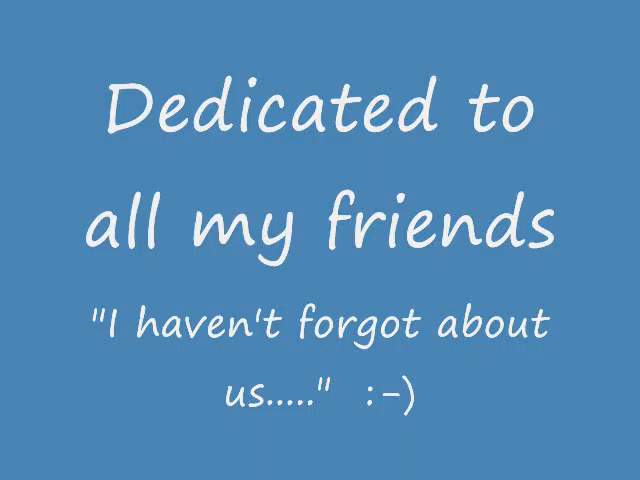 Dedicated to
all my friends
"I haven't forgot about
us....." :-)